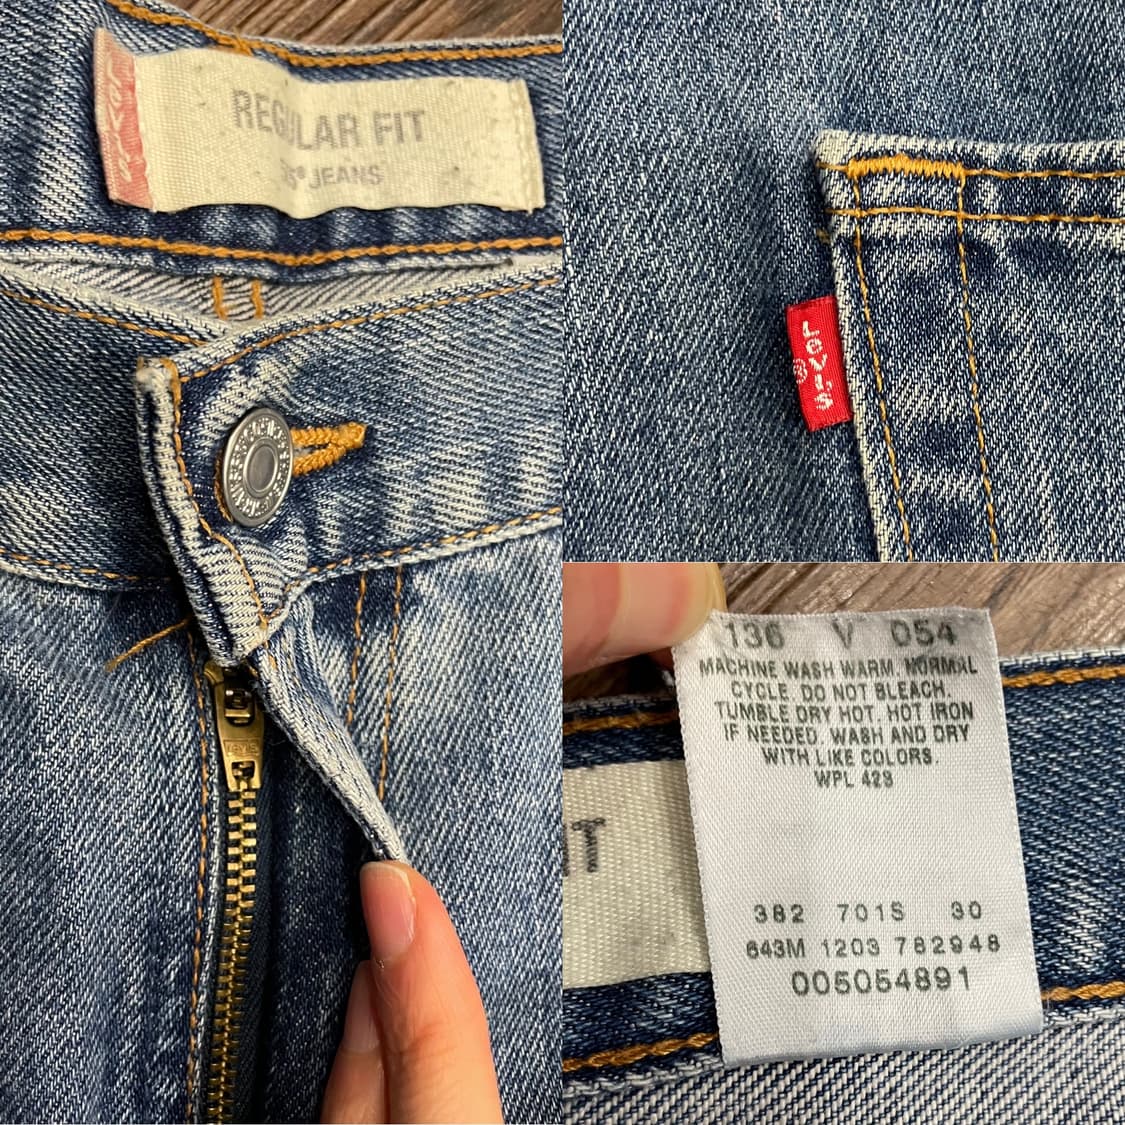 REGULAR FIT
JEANS
Levi's
®
136 V 054
MACHINE WASH WARM, NORMAL
CYCLE. DO NOT BLEACH.
TUMBLE DRY HOT. HOT IRON
IF NEEDED. WASH AND DRY
WITH LIKE COLORS.
WPL 423
IT
382 701S 30
643M 1203 782948
005054891